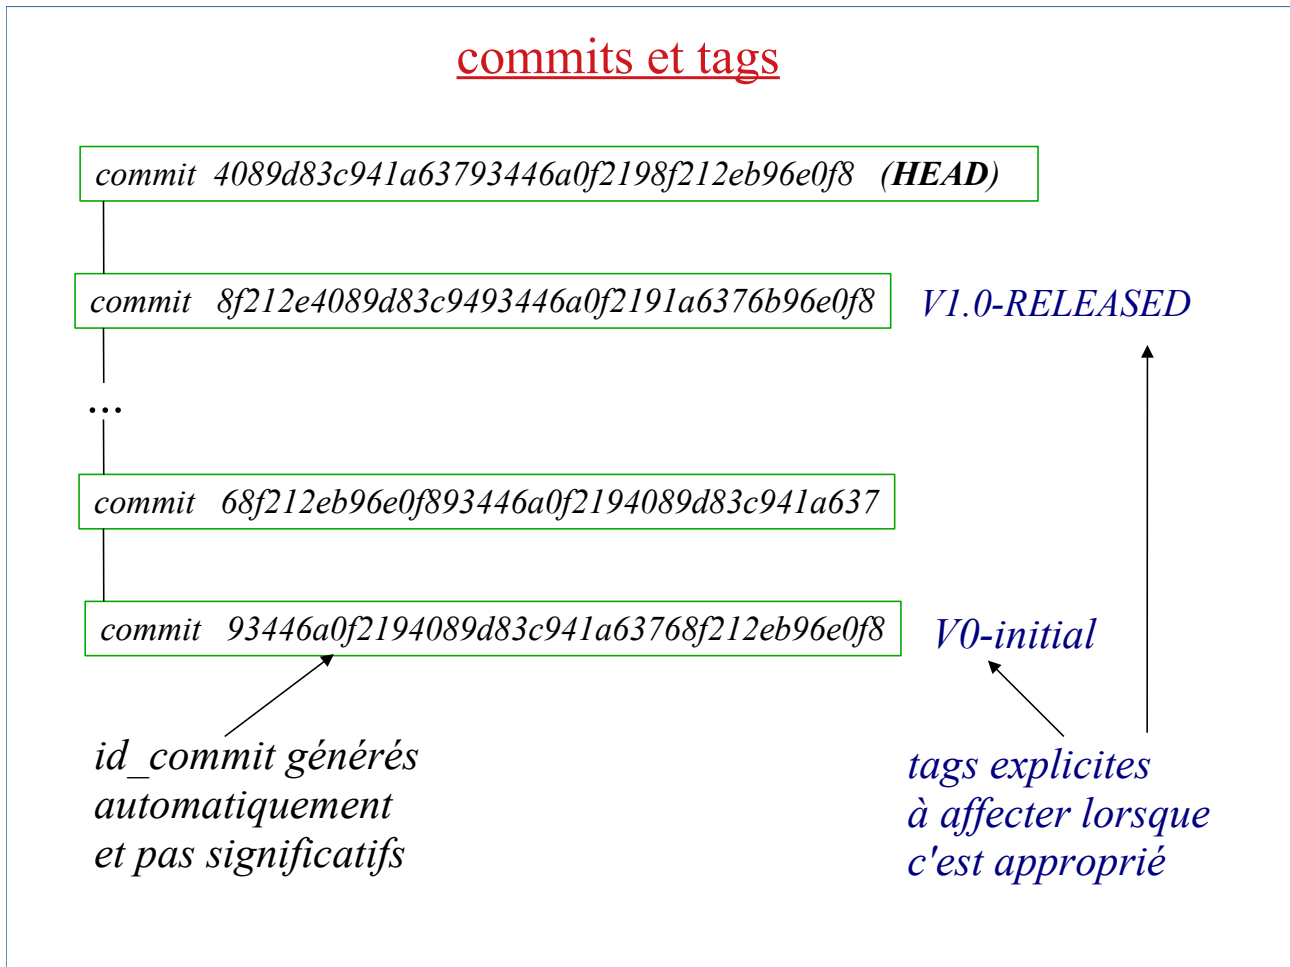 commits et tags
commit 4089d83c941a63793446a0f2198f212eb96e0f8 (HEAD)
commit 8f212e4089d83c9493446a0f2191a6376b96e0f8 V1.0-RELEASED
...
commit 68f212eb96e0f893446a0f2194089d83c941a637
commit 93446a0f2194089d83c941a63768f212eb96e0f8 V0-initial
id_commit générés
automatiquement
et pas significatifs
tags explicites
à affecter lorsque
c'est approprié